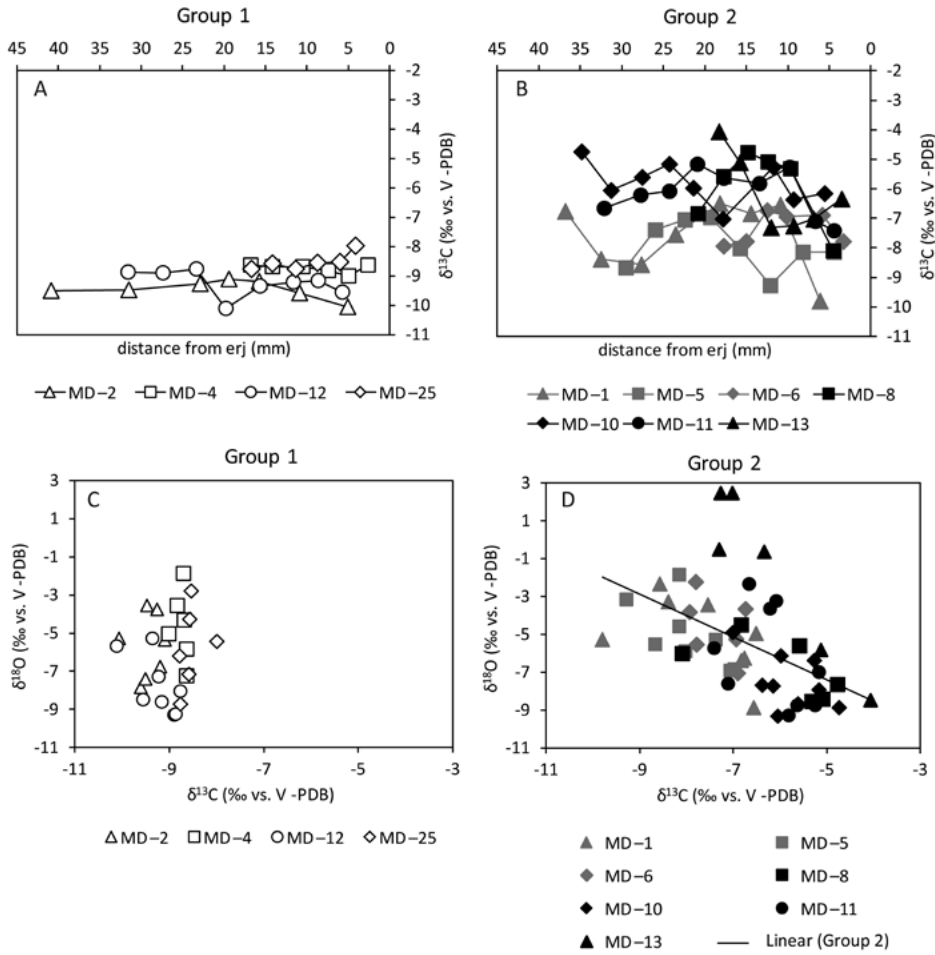 Group 1
45 40 35 30 25 20 15 10 5 0
A
-2
-3
-4
-5
-6
-7
-8
-9
-10
-11
δ¹³C (‰ vs. V -PDB)
distance from erj (mm)
MD–2 MD–4 MD–12 MD–25
Group 2
45 40 35 30 25 20 15 10 5 0
B
-2
-3
-4
-5
-6
-7
-8
-9
-10
-11
δ¹³C (‰ vs. V -PDB)
distance from erj (mm)
MD–1 MD–5 MD–6 MD–8
MD–10 MD–11 MD–13
Group 1
C
3
1
-1
-3
-5
-7
-9
-11
δ¹⁸O (‰ vs. V -PDB)
-11 -9 -7 -5 -3
δ¹³C (‰ vs. V -PDB)
MD–2 MD–4 MD–12 MD–25
Group 2
D
3
1
-1
-3
-5
-7
-9
-11
δ¹⁸O (‰ vs. V -PDB)
-11 -9 -7 -5 -3
δ¹³C (‰ vs. V -PDB)
MD–1 MD–5
MD–6 MD–8
MD–10 MD–11
MD–13 Linear (Group 2)